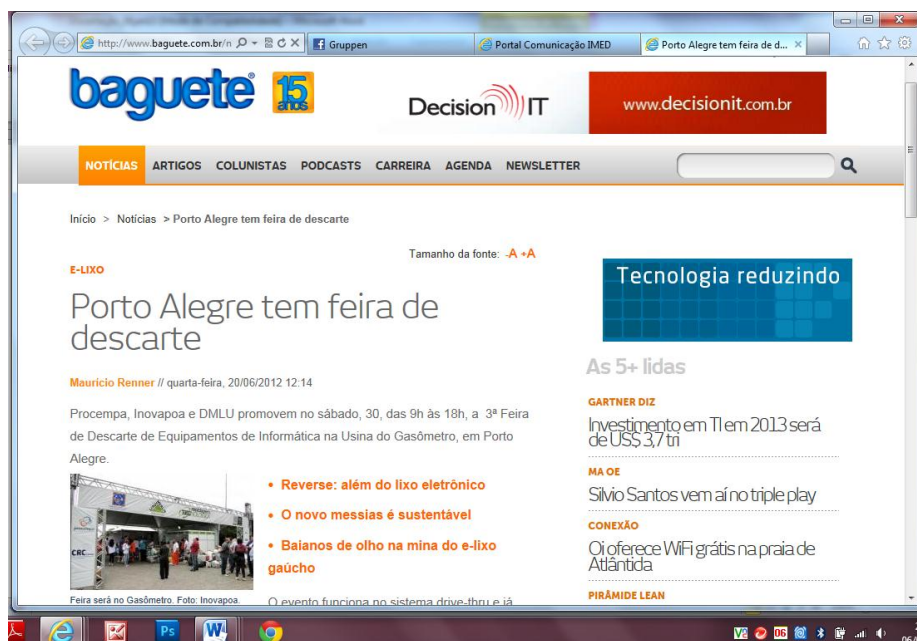 http://www.baguete.com.br/n
Gruppen
Portal Comunicação IMED
Porto Alegre tem feira de d...
baguete 15 anos
Decision IT
www.decisionit.com.br
NOTÍCIAS ARTIGOS COLUNISTAS PODCASTS CARREIRA AGENDA NEWSLETTER
Início > Notícias > Porto Alegre tem feira de descarte
Tamanho da fonte: -A +A
E-LIXO
Porto Alegre tem feira de
descarte
Maurício Renner // quarta-feira, 20/06/2012 12:14
Procempa, Inovapoa e DMLU promovem no sábado, 30, das 9h às 18h, a 3ª Feira
de Descarte de Equipamentos de Informática na Usina do Gasômetro, em Porto
Alegre.
• Reverse: além do lixo eletrônico
• O novo messias é sustentável
• Baianos de olho na mina do e-lixo
gaúcho
CRC
Feira será no Gasômetro. Foto: Inovapoa.
O evento funciona no sistema drive-thru e já
Tecnologia reduzindo
As 5+ lidas
GARTNER DIZ
Investimento em TI em 2013 será
de US$ 3,7 tri
MA OE
Silvio Santos vem aí no triple play
CONEXÃO
Oi oferece WiFi grátis na praia de
Atlântida
PIRÂMIDE LEAN
Ps
W